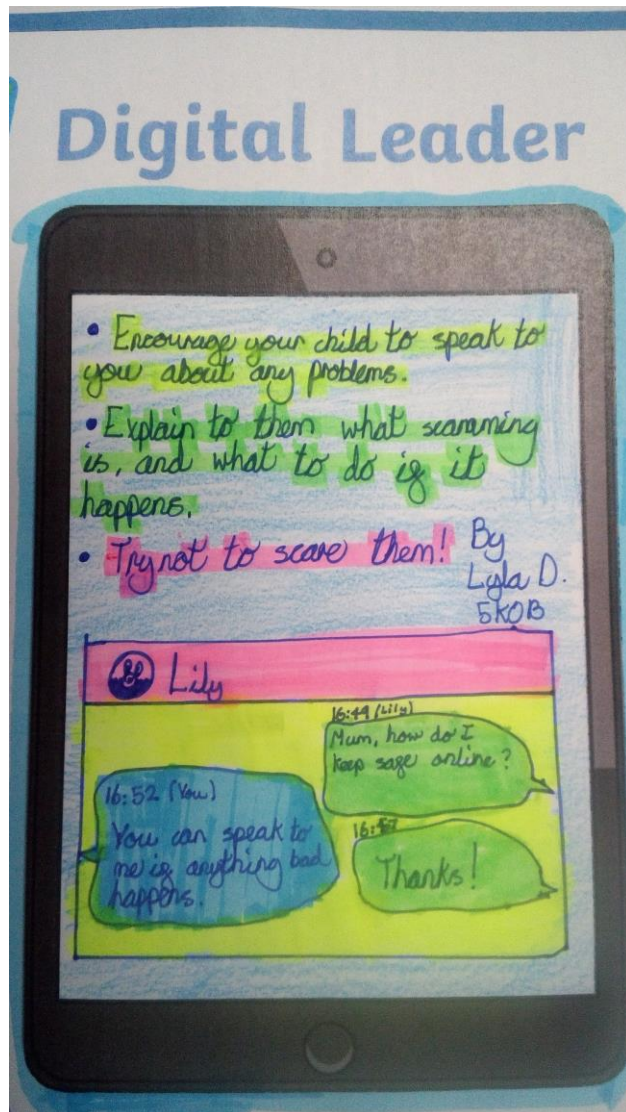 Digital Leader
• Encourage your child to speak to
you about any problems.
• Explain to them what scamming
is, and what to do if it
happens.
• Try not to scare them!
By
Lyla D.
5KOB
Lily
16:49 (Lily)
Mum, how do I
keep safe online?
16:52 (You)
You can speak to
me if anything bad
happens.
16:57
Thanks!